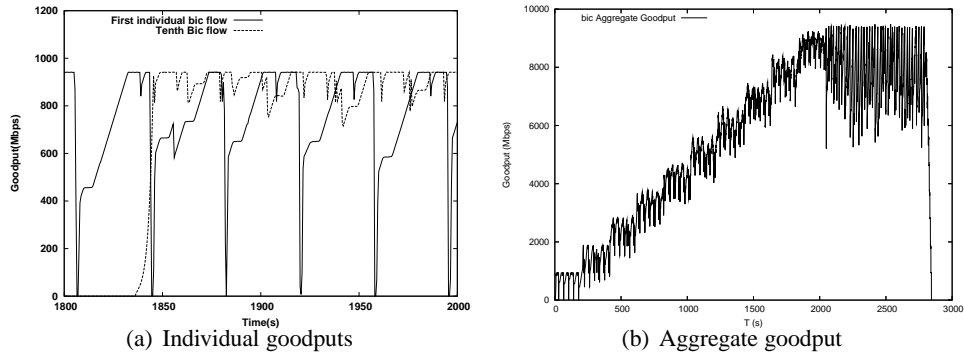 First individual bic flow
Tenth Bic flow
Goodput(Mbps)
1200
1000
800
600
400
200
0
1800
1850
1900
1950
2000
Time(s)
(a) Individual goodputs
bic Aggregate Goodput
Goodput (Mbps)
10000
8000
6000
4000
2000
0
0
500
1000
1500
2000
2500
3000
T (s)
(b) Aggregate goodput